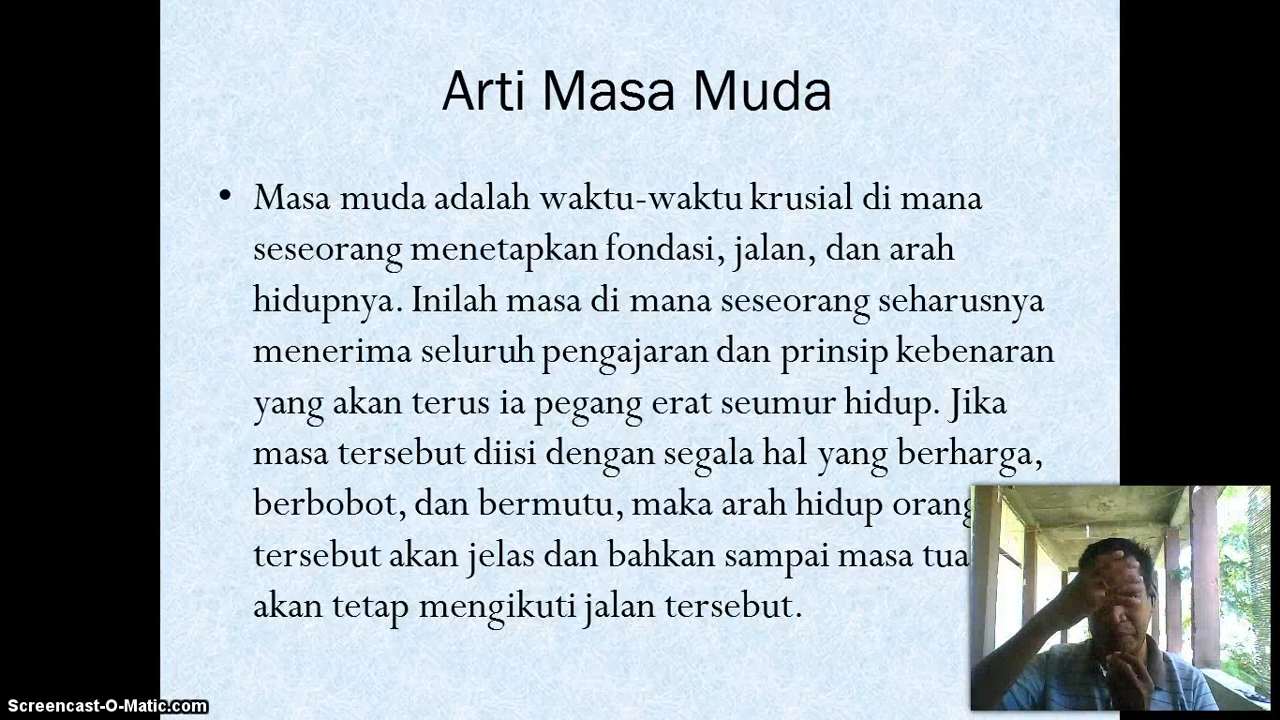 Arti Masa Muda
• Masa muda adalah waktu-waktu krusial di mana
seseorang menetapkan fondasi, jalan, dan arah
hidupnya. Inilah masa di mana seseorang seharusnya
menerima seluruh pengajaran dan prinsip kebenaran
yang akan terus ia pegang erat seumur hidup. Jika
masa tersebut diisi dengan segala hal yang berharga,
berbobot, dan bermutu, maka arah hidup orang
tersebut akan jelas dan bahkan sampai masa tua
akan tetap mengikuti jalan tersebut.
Screencast-O-Matic.com